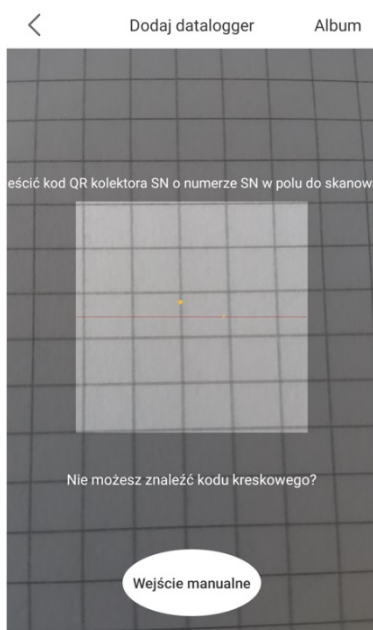 Dodaj datalogger Album
eścić kod QR kolektora SN o numerze SN w polu do skanow
Nie możesz znaleźć kodu kreskowego?
Wejście manualne